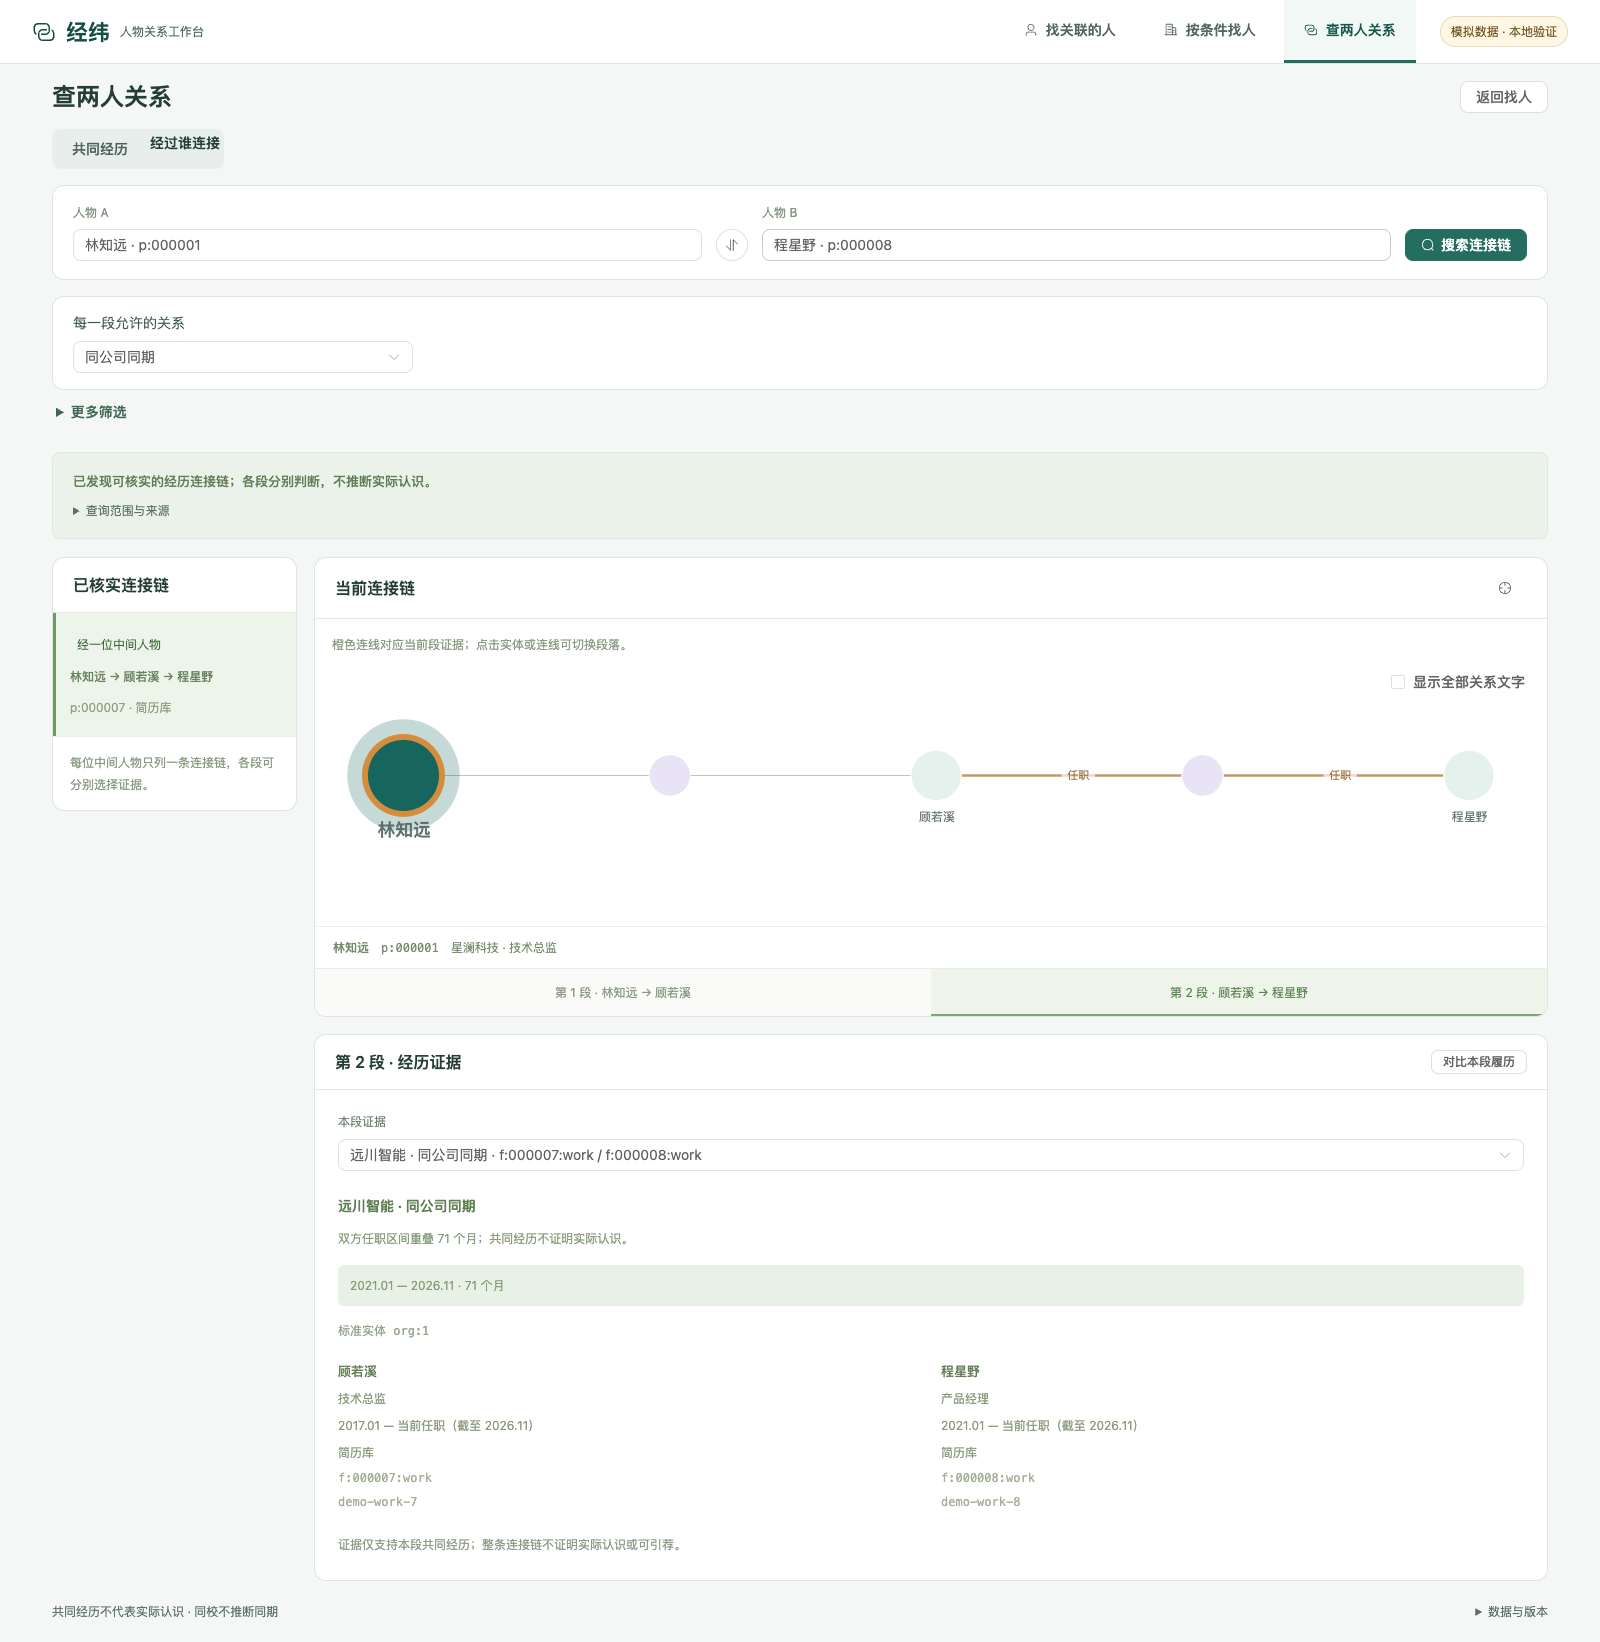 经纬 人物关系工作台
找关联的人
按条件找人
查两人关系
模拟数据 · 本地验证
查两人关系
返回找人
共同经历
经过谁连接
人物 A
人物 B
林知远 · p:000001
程星野 · p:000008
搜索连接链
每一段允许的关系
同公司同期
更多筛选
已发现可核实的经历连接链；各段分别判断，不推断实际认识。
查询范围与来源
已核实连接链
经一位中间人物
林知远 → 顾若溪 → 程星野
p:000007 · 简历库
每位中间人物只列一条连接链，各段可
分别选择证据。
当前连接链
橙色连线对应当前段证据；点击实体或连线可切换段落。
显示全部关系文字
任职
任职
林知远
顾若溪
程星野
林知远 p:000001 星澜科技 · 技术总监
第 1 段 · 林知远 → 顾若溪
第 2 段 · 顾若溪 → 程星野
第 2 段 · 经历证据
对比本段履历
本段证据
远川智能 · 同公司同期 · f:000007:work / f:000008:work
远川智能 · 同公司同期
双方任职区间重叠 71 个月；共同经历不证明实际认识。
2021.01 — 2026.11 · 71 个月
标准实体 org:1
顾若溪
技术总监
2017.01 — 当前任职（截至 2026.11）
简历库
f:000007:work
demo-work-7
程星野
产品经理
2021.01 — 当前任职（截至 2026.11）
简历库
f:000008:work
demo-work-8
证据仅支持本段共同经历；整条连接链不证明实际认识或可引荐。
共同经历不代表实际认识 · 同校不推断同期
数据与版本